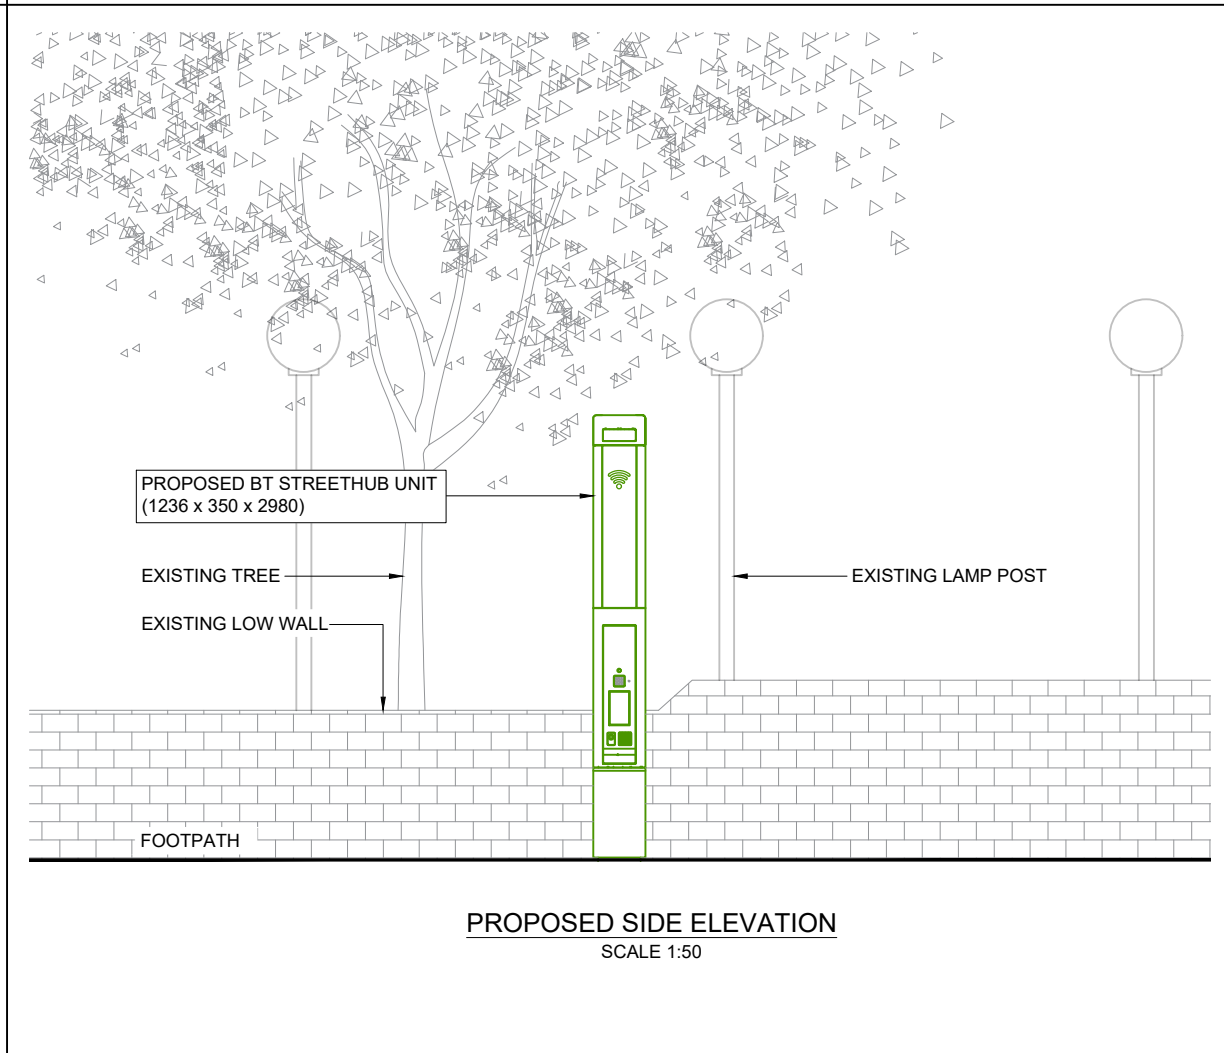 PROPOSED BT STREETHUB UNIT
(1236 x 350 x 2980)
EXISTING TREE
EXISTING LAMP POST
EXISTING LOW WALL
FOOTPATH
PROPOSED SIDE ELEVATION
SCALE 1:50